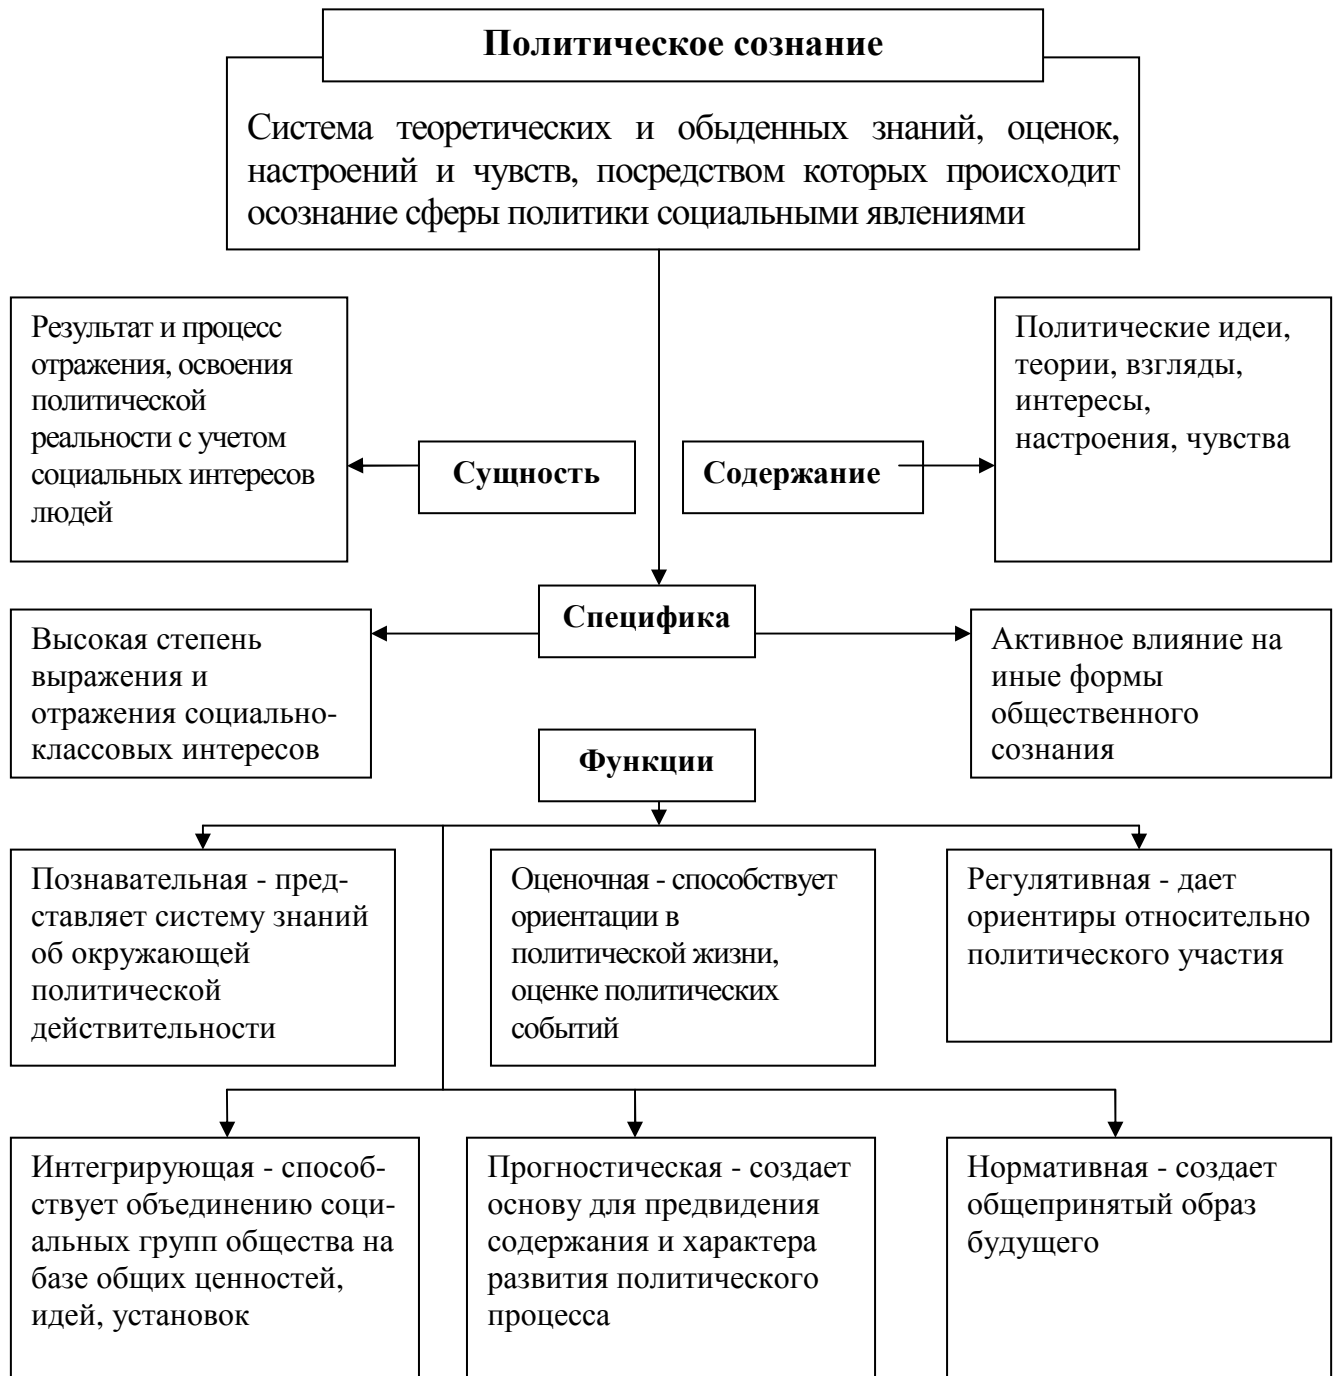 Политическое сознание
Система теоретических и обыденных знаний, оценок,
настроений и чувств, посредством которых происходит
осознание сферы политики социальными явлениями
Результат и процесс
отражения, освоения
политической
реальности с учетом
социальных интересов
людей
Сущность
Содержание
Политические идеи,
теории, взгляды,
интересы,
настроения, чувства
Специфика
Высокая степень
выражения и
отражения социально-
классовых интересов
Активное влияние на
иные формы
общественного
сознания
Функции
Познавательная - пред-
ставляет систему знаний
об окружающей
политической
действительности
Оценочная - способствует
ориентации в
политической жизни,
оценке политических
событий
Регулятивная - дает
ориентиры относительно
политического участия
Интегрирующая - способ-
ствует объединению соци-
альных групп общества на
базе общих ценностей,
идей, установок
Прогностическая - создает
основу для предвидения
содержания и характера
развития политического
процесса
Нормативная - создает
общепринятый образ
будущего